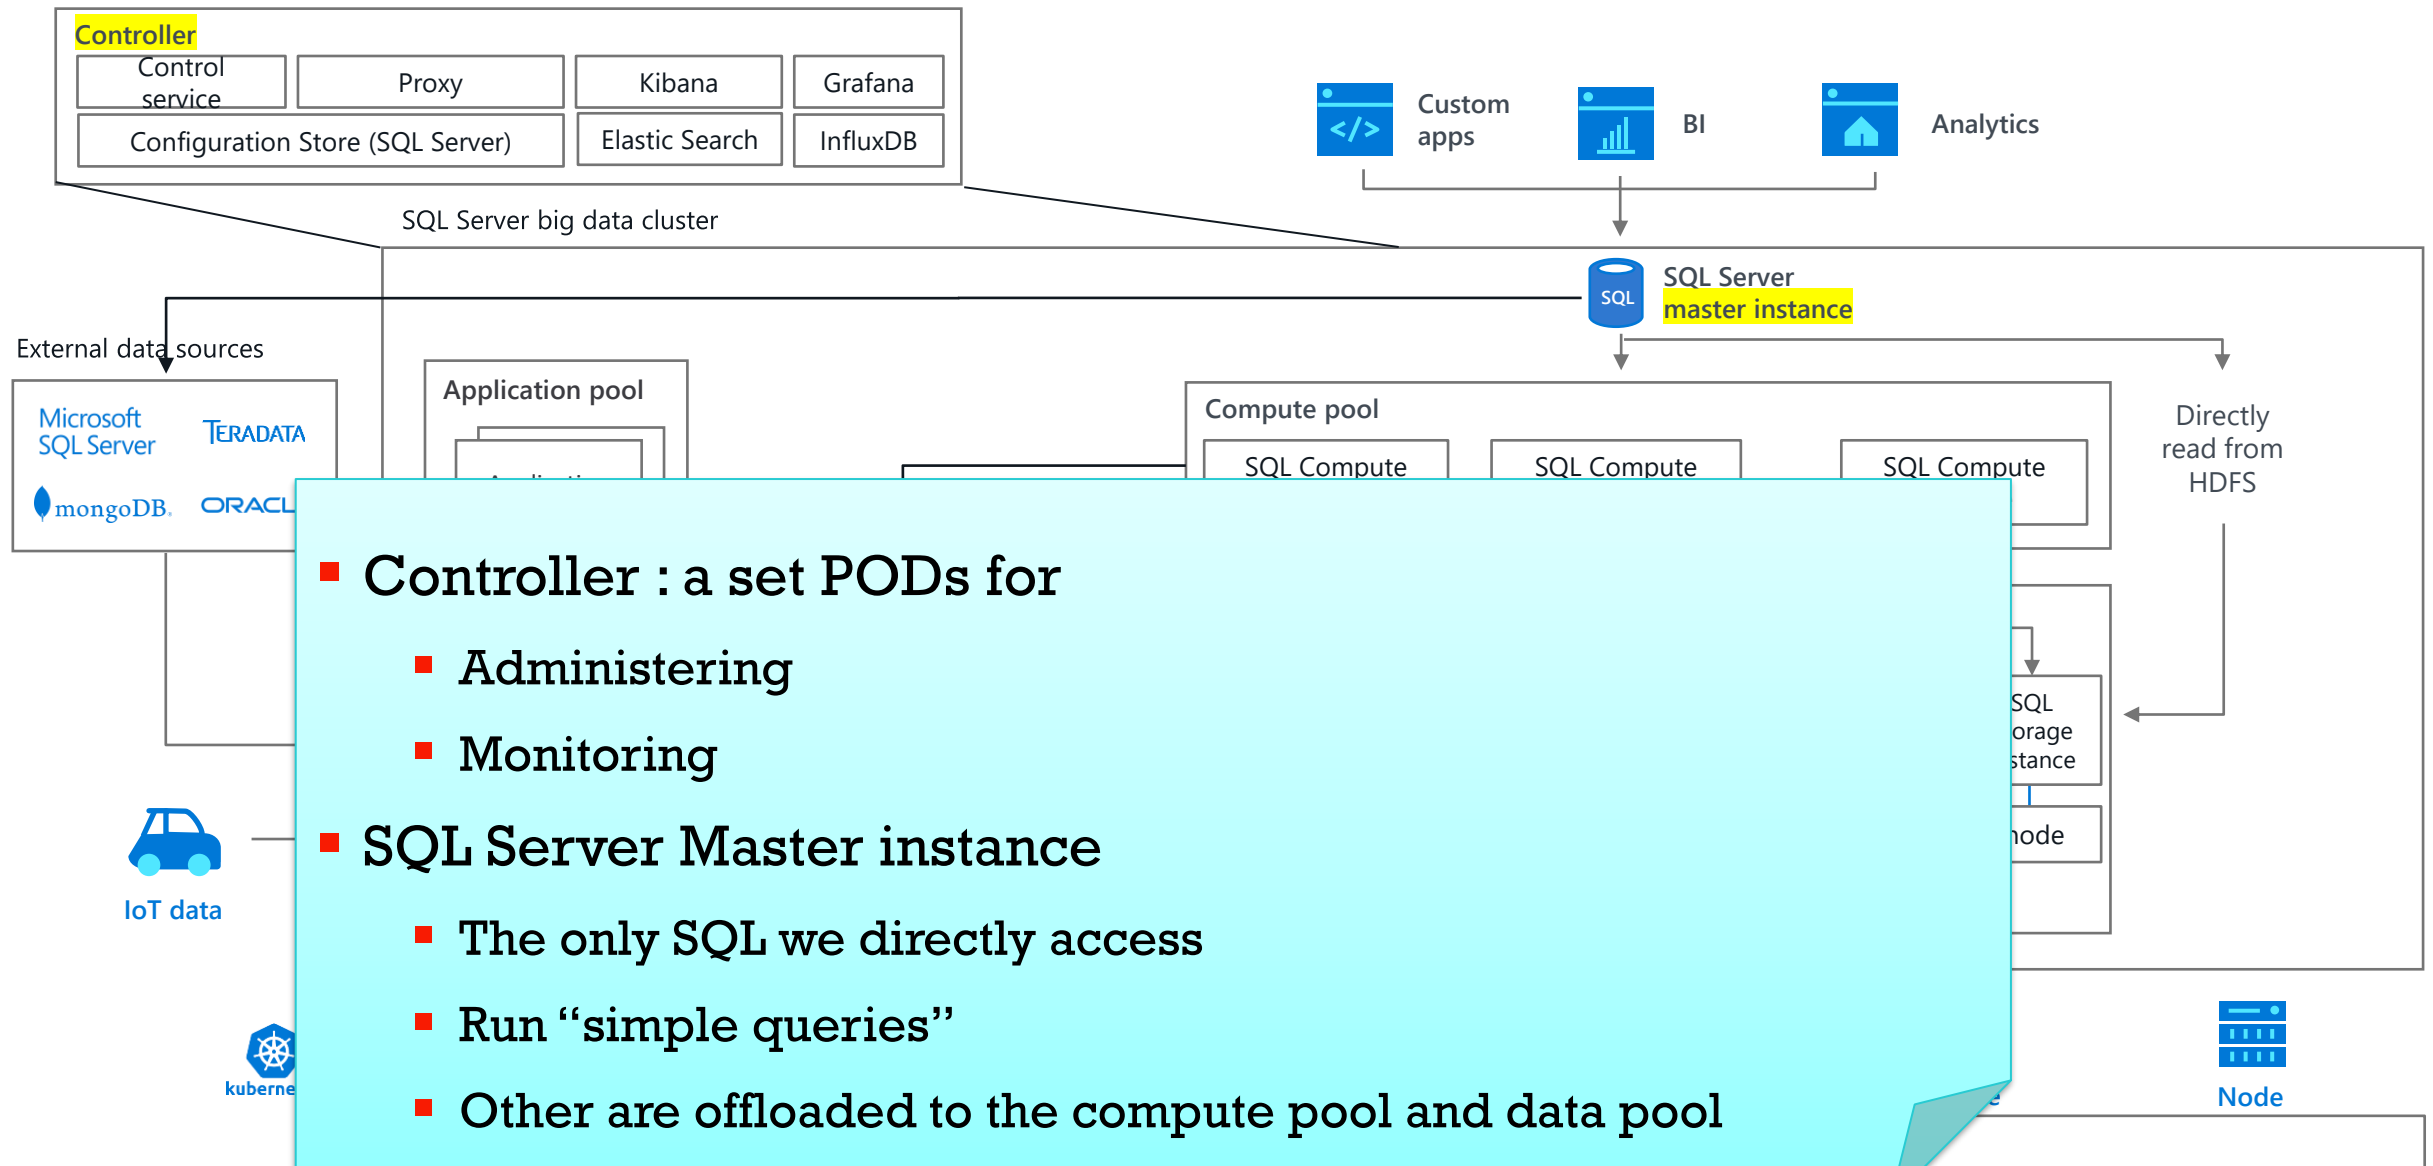 Controller
Control
service
Proxy
Kibana
Grafana
Configuration Store (SQL Server)
Elastic Search
InfluxDB
Custom
apps
BI
Analytics
SQL Server big data cluster
SQL Server
master instance
SQL
External data sources
Microsoft
SQL Server
TERADATA
mongoDB.
Application pool
Compute pool
SQL Compute
SQL Compute
SQL Compute
Directly
read from
HDFS
Controller : a set PODs for
Administering
Monitoring
SQL Server Master instance
The only SQL we directly access
Run “simple queries”
Other are offloaded to the compute pool and data pool
SQL
IoT data
Node